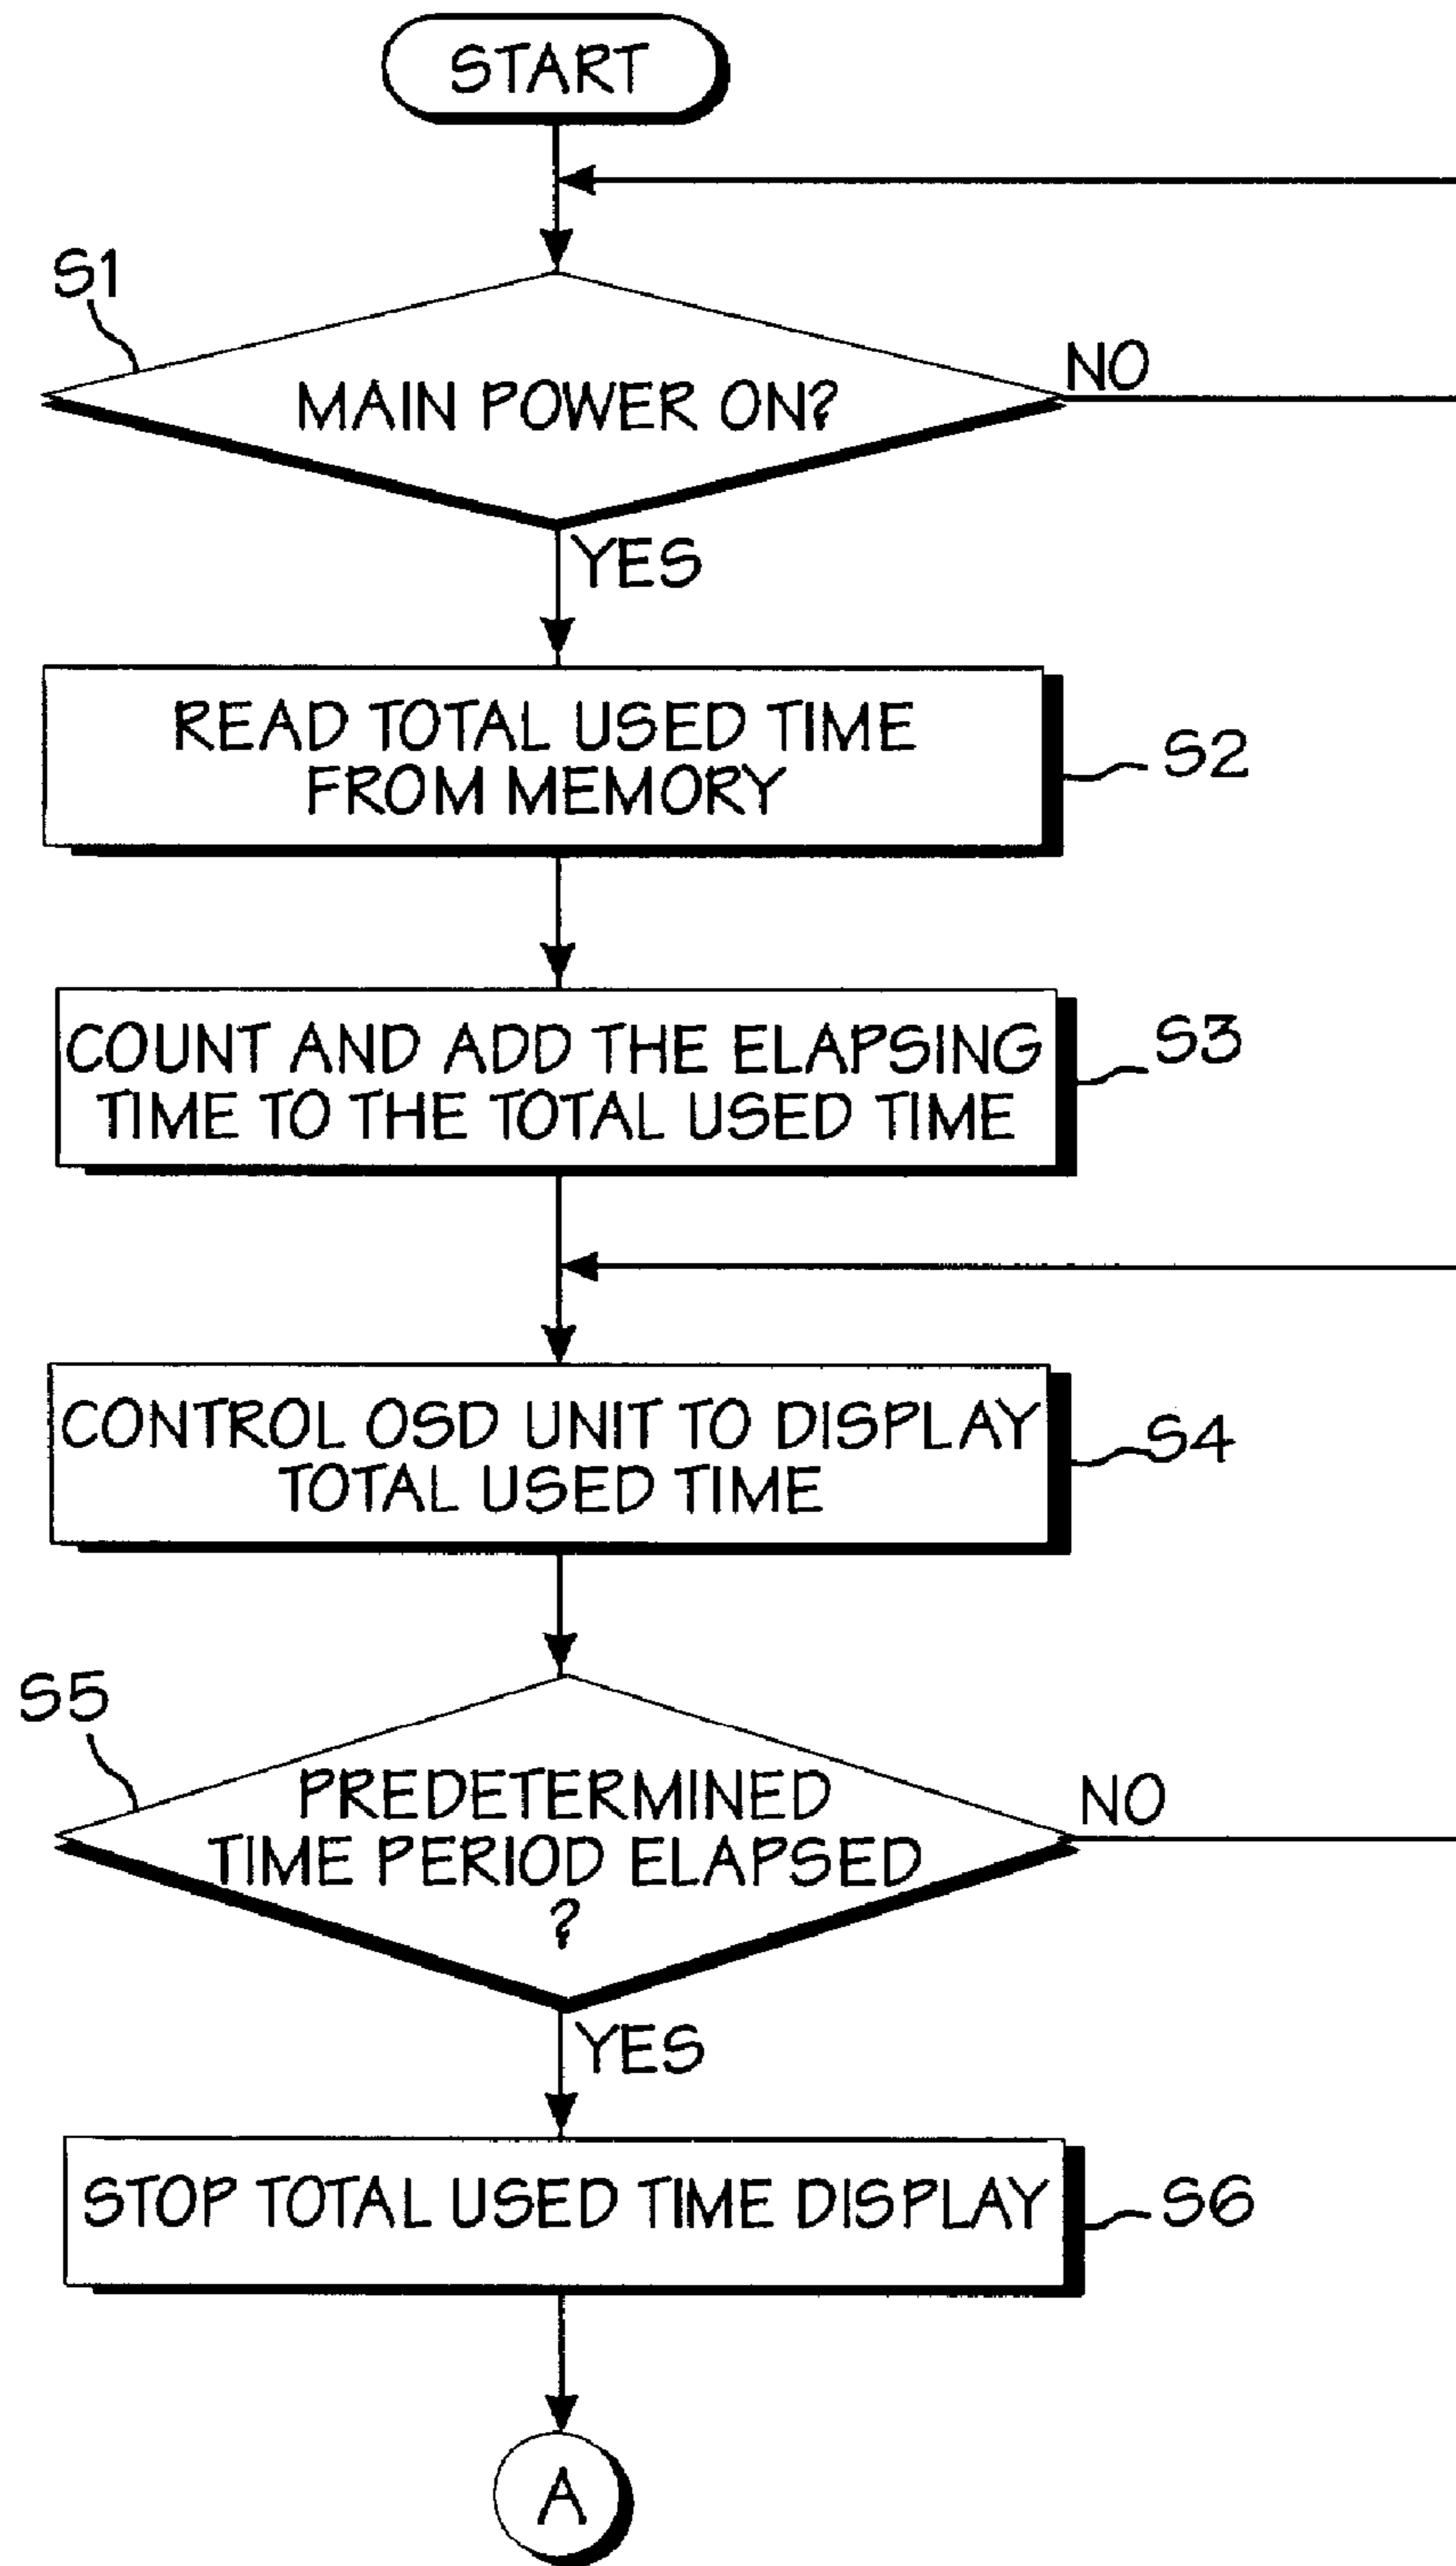 START
S1
MAIN POWER ON?
NO
YES
READ TOTAL USED TIME
FROM MEMORY
S2
COUNT AND ADD THE ELAPSING
TIME TO THE TOTAL USED TIME
S3
CONTROL OSD UNIT TO DISPLAY
TOTAL USED TIME
S4
S5
PREDETERMINED
TIME PERIOD ELAPSED
?
NO
YES
STOP TOTAL USED TIME DISPLAY
S6
A